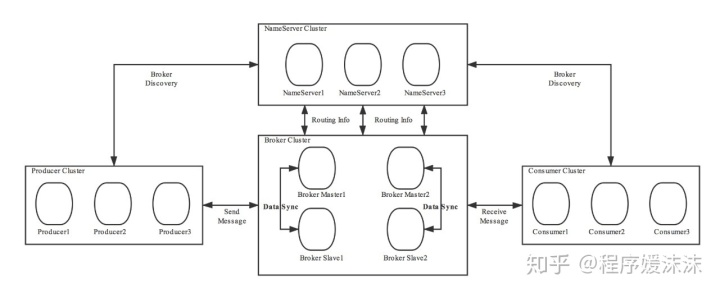 NameServer Cluster
NameServer1
NameServer2
NameServer3
Broker
Discovery
Broker
Discovery
Routing Info
Routing Info
Broker Cluster
Producer Cluster
Producer1
Producer2
Producer3
Send
Message
Broker Master1
Broker Master2
Data Sync
Data Sync
Broker Slave1
Broker Slave2
Receive
Message
Consumer Cluster
Consumer1
Consumer2
Consumer3
知乎 @程序媛沫沫